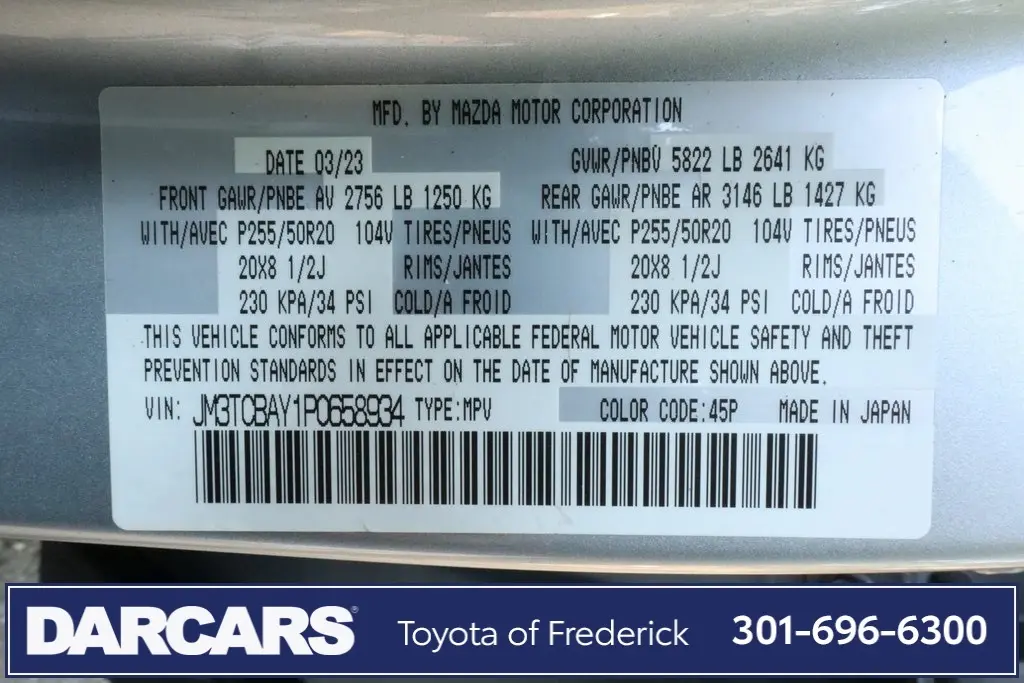 MFD. BY MAZDA MOTOR CORPORATION
DATE 03/23 GVWR/PNBV 5822 LB 2641 KG
FRONT GAWR/PNBE AV 2756 LB 1250 KG REAR GAWR/PNBE AR 3146 LB 1427 KG
WITH/AVEC P255/50R20 104V TIRES/PNEUS WITH/AVEC P255/50R20 104V TIRES/PNEUS
20X8 1/2J RIMS/JANTES 20X8 1/2J RIMS/JANTES
230 KPA/34 PSI COLD/A FROID 230 KPA/34 PSI COLD/A FROID
THIS VEHICLE CONFORMS TO ALL APPLICABLE FEDERAL MOTOR VEHICLE SAFETY AND THEFT
PREVENTION STANDARDS IN EFFECT ON THE DATE OF MANUFACTURE SHOWN ABOVE.
VIN: JM3TCBAY1P0658934 TYPE:MPV COLOR CODE:45P MADE IN JAPAN
DARCARS® Toyota of Frederick 301-696-6300